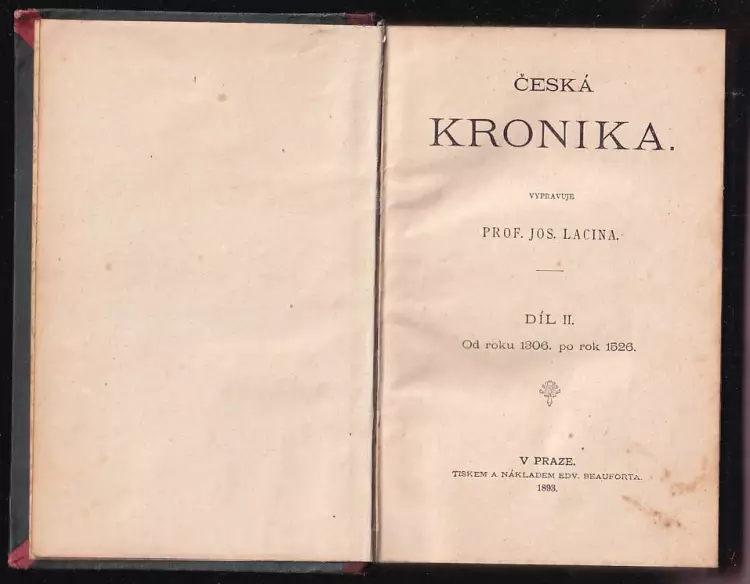 ČESKÁ
KRONIKA.
VYPRAVUJE
PROF. JOS. LACINA.
DÍL II.
Od roku 1306. po rok 1526.
V PRAZE.
TISKEM A NÁKLADEM EDV. BEAUFORTA.
1893.